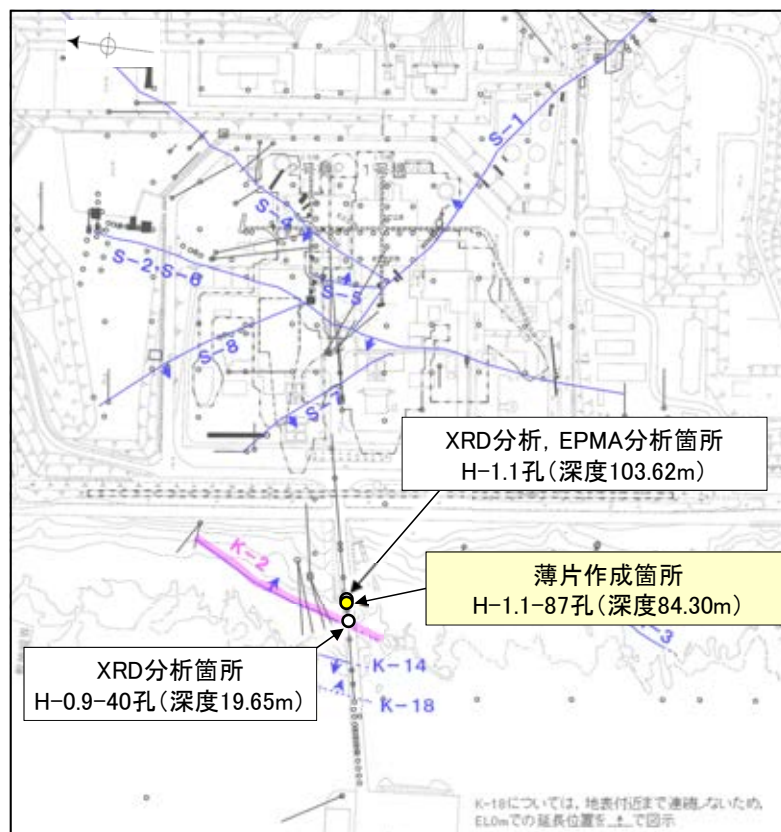 S-1
2号機
1号機
S-4
S-2・S-6
S-5
S-8
S-7
XRD分析, EPMA分析箇所
H-1.1孔(深度103.62m)
K-2
薄片作成箇所
H-1.1-87孔(深度84.30m)
XRD分析箇所
H-0.9-40孔(深度19.65m)
K-14
K-18
K-18については、地表付近まで連続しないため、
EL0mでの延長位置を で図示